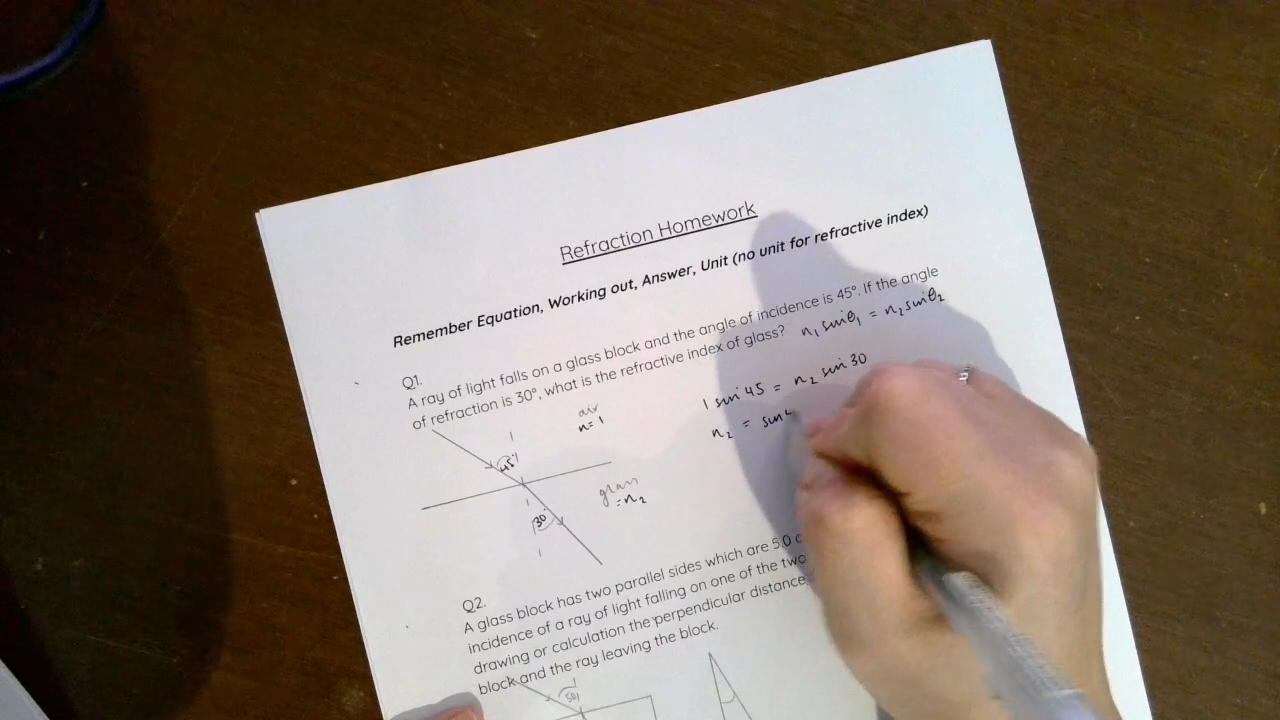 Refraction Homework
Remember Equation, Working out, Answer, Unit (no unit for refractive index)
Q1.
A ray of light falls on a glass block and the angle of incidence is 45°. If the angle
of refraction is 30°, what is the refractive index of glass? n₁ sinθ₁ = n₂ sinθ₂
air
n=1
1 sin 45 = n₂ sin 30
n₂ = sin
45°
glass
=n₂
30°
Q2.
A glass block has two parallel sides which are 5.0 c
incidence of a ray of light falling on one of the two
drawing or calculation the perpendicular distance
block and the ray leaving the block.
50